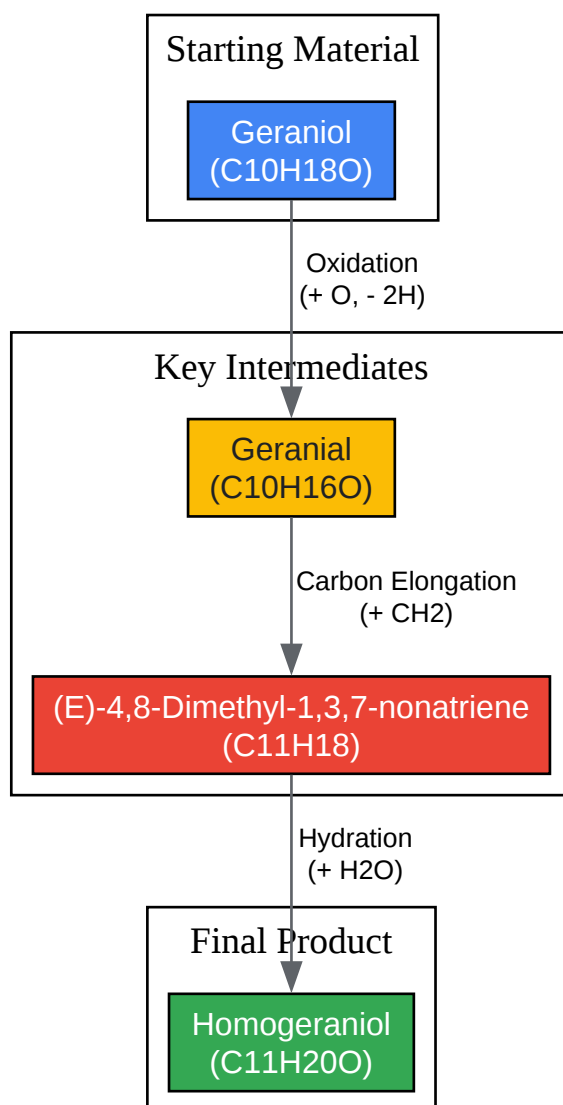 Starting Material
Geraniol
(C10H18O)
Oxidation
(+ O, - 2H)
Key Intermediates
Geranial
(C10H16O)
Carbon Elongation
(+ CH2)
(E)-4,8-Dimethyl-1,3,7-nonatriene
(C11H18)
Hydration
(+ H2O)
Final Product
Homogeraniol
(C11H20O)